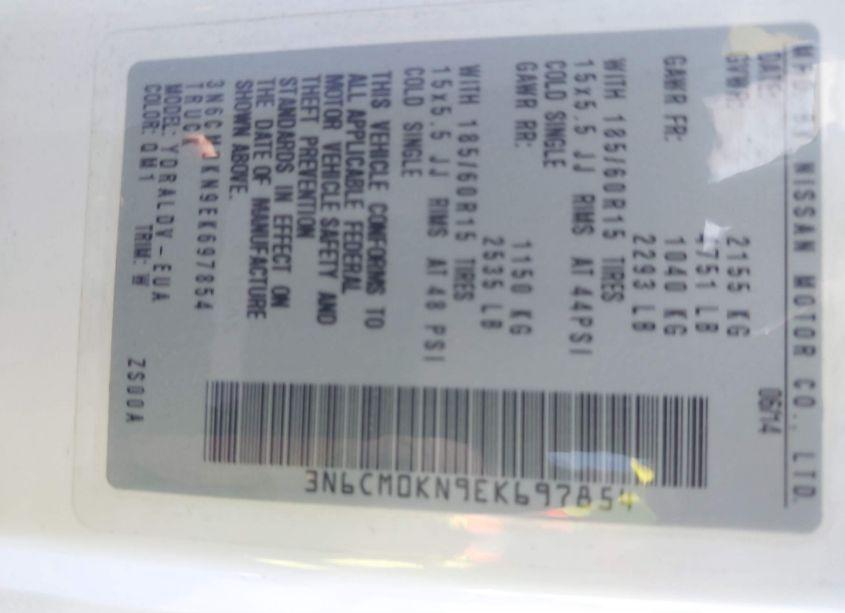 MFD BY NISSAN MOTOR CO., LTD.
DATE: 06/14
GVWR: 2155 KG
4751 LB
GAWR FR: 1040 KG
2293 LB
WITH 185/60R15 TIRES
15x5.5 JJ RIMS AT 44PSI
COLD SINGLE
GAWR RR: 1150 KG
2535 LB
WITH 185/60R15 TIRES
15x5.5 JJ RIMS AT 48 PSI
COLD SINGLE
THIS VEHICLE CONFORMS TO
ALL APPLICABLE FEDERAL
MOTOR VEHICLE SAFETY AND
THEFT PREVENTION
STANDARDS IN EFFECT ON
THE DATE OF MANUFACTURE
SHOWN ABOVE.
3N6CM0KN9EK697854
TRUCK
MODEL: YDRALDV-EUA
COLOR: QM1 TRIM: W ZS00A
3N6CM0KN9EK697854